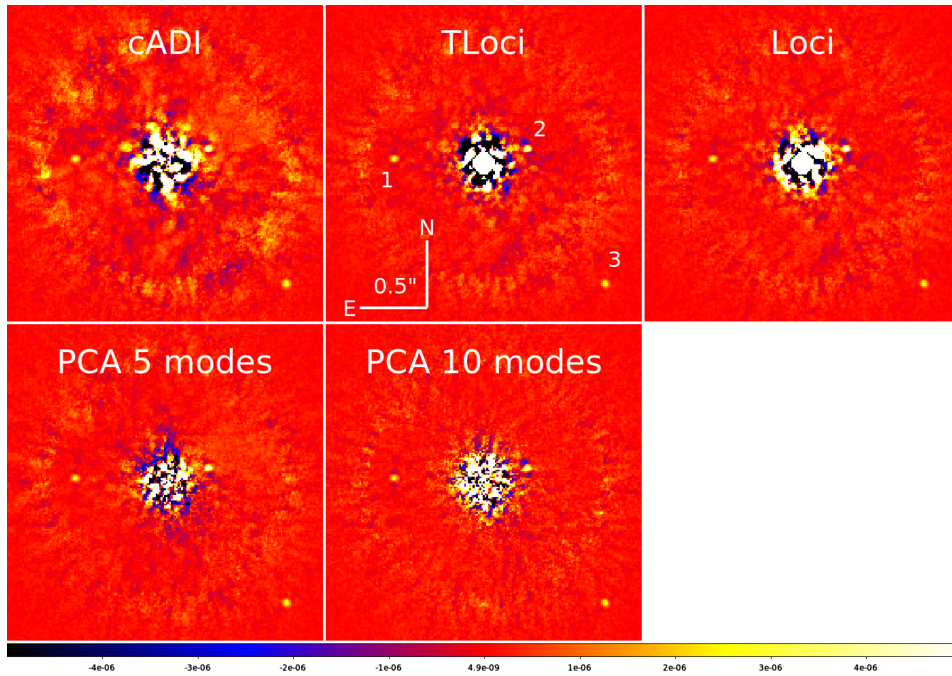 cADI
TLoci
Loci
2
1
N
3
0.5"
E
PCA 5 modes
PCA 10 modes
-4e-06 -3e-06 -2e-06 -1e-06 4.9e-09 1e-06 2e-06 3e-06 4e-06